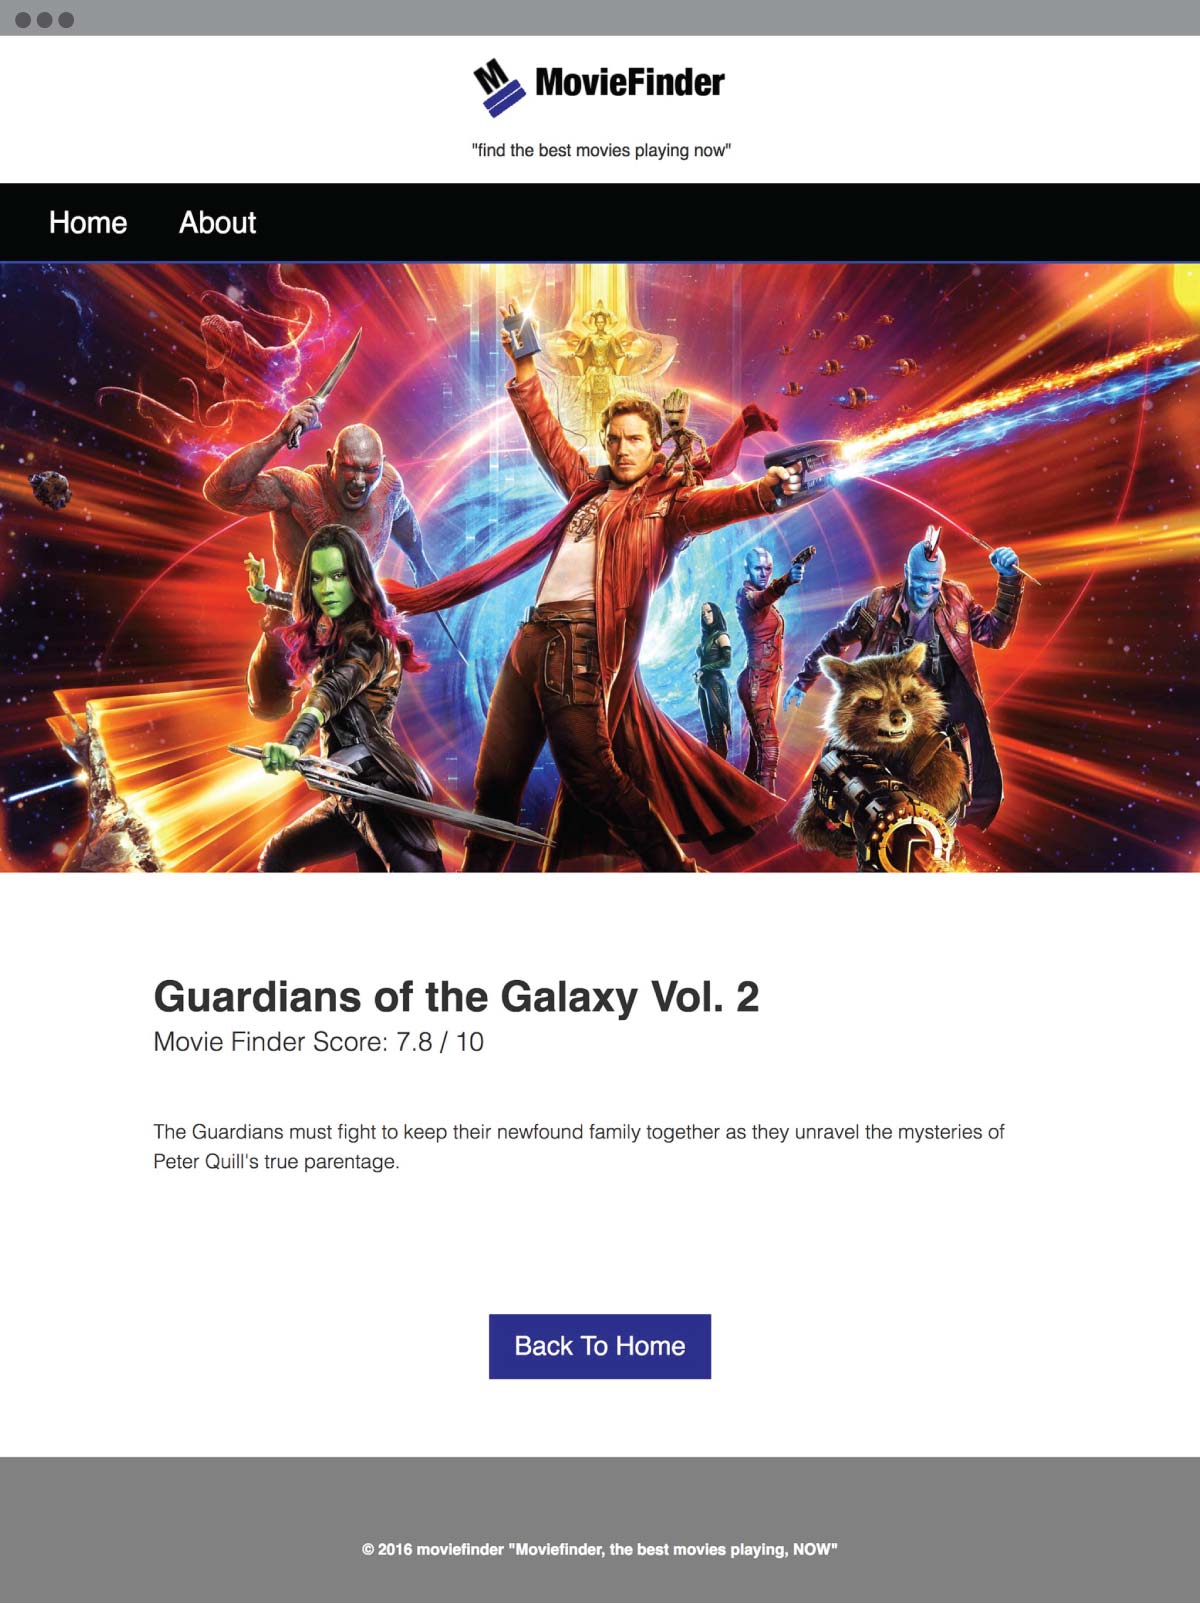 M
MovieFinder
"find the best movies playing now"
Home About
Guardians of the Galaxy Vol. 2
Movie Finder Score: 7.8 / 10
The Guardians must fight to keep their newfound family together as they unravel the mysteries of
Peter Quill's true parentage.
Back To Home
© 2016 moviefinder "Moviefinder, the best movies playing, NOW"